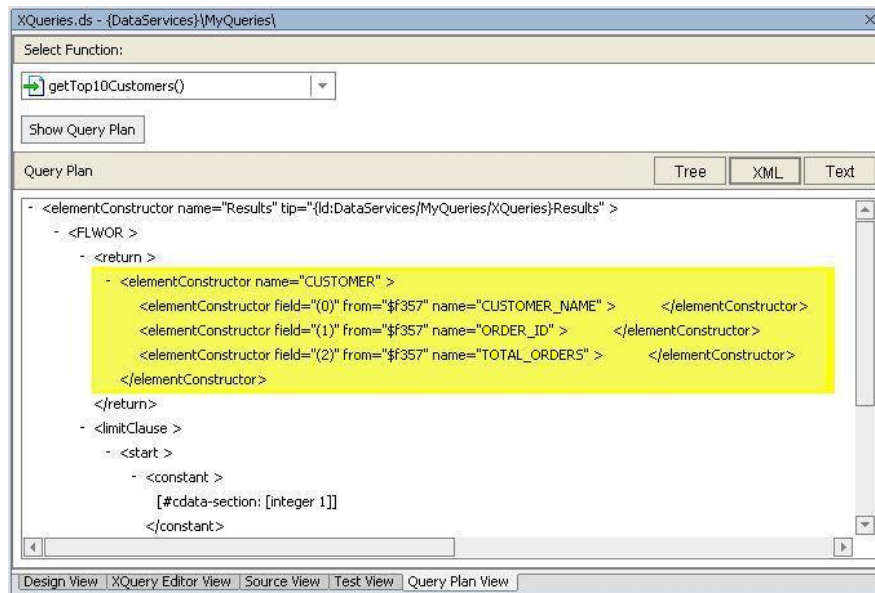 XQueries.ds - {DataServices}\MyQueries\
Select Function:
getTop10Customers()
Show Query Plan
Query Plan Tree XML Text
- <elementConstructor name="Results" tip="{ld:DataServices/MyQueries/XQueries}Results" >
- <FLWOR >
- <return >
- <elementConstructor name="CUSTOMER" >
<elementConstructor field="(0)" from="$f357" name="CUSTOMER_NAME" > </elementConstructor>
<elementConstructor field="(1)" from="$f357" name="ORDER_ID" > </elementConstructor>
<elementConstructor field="(2)" from="$f357" name="TOTAL_ORDERS" > </elementConstructor>
</elementConstructor>
</return>
- <limitClause >
- <start >
- <constant >
[#cdata-section: [integer 1]]
</constant>
Design View XQuery Editor View Source View Test View Query Plan View